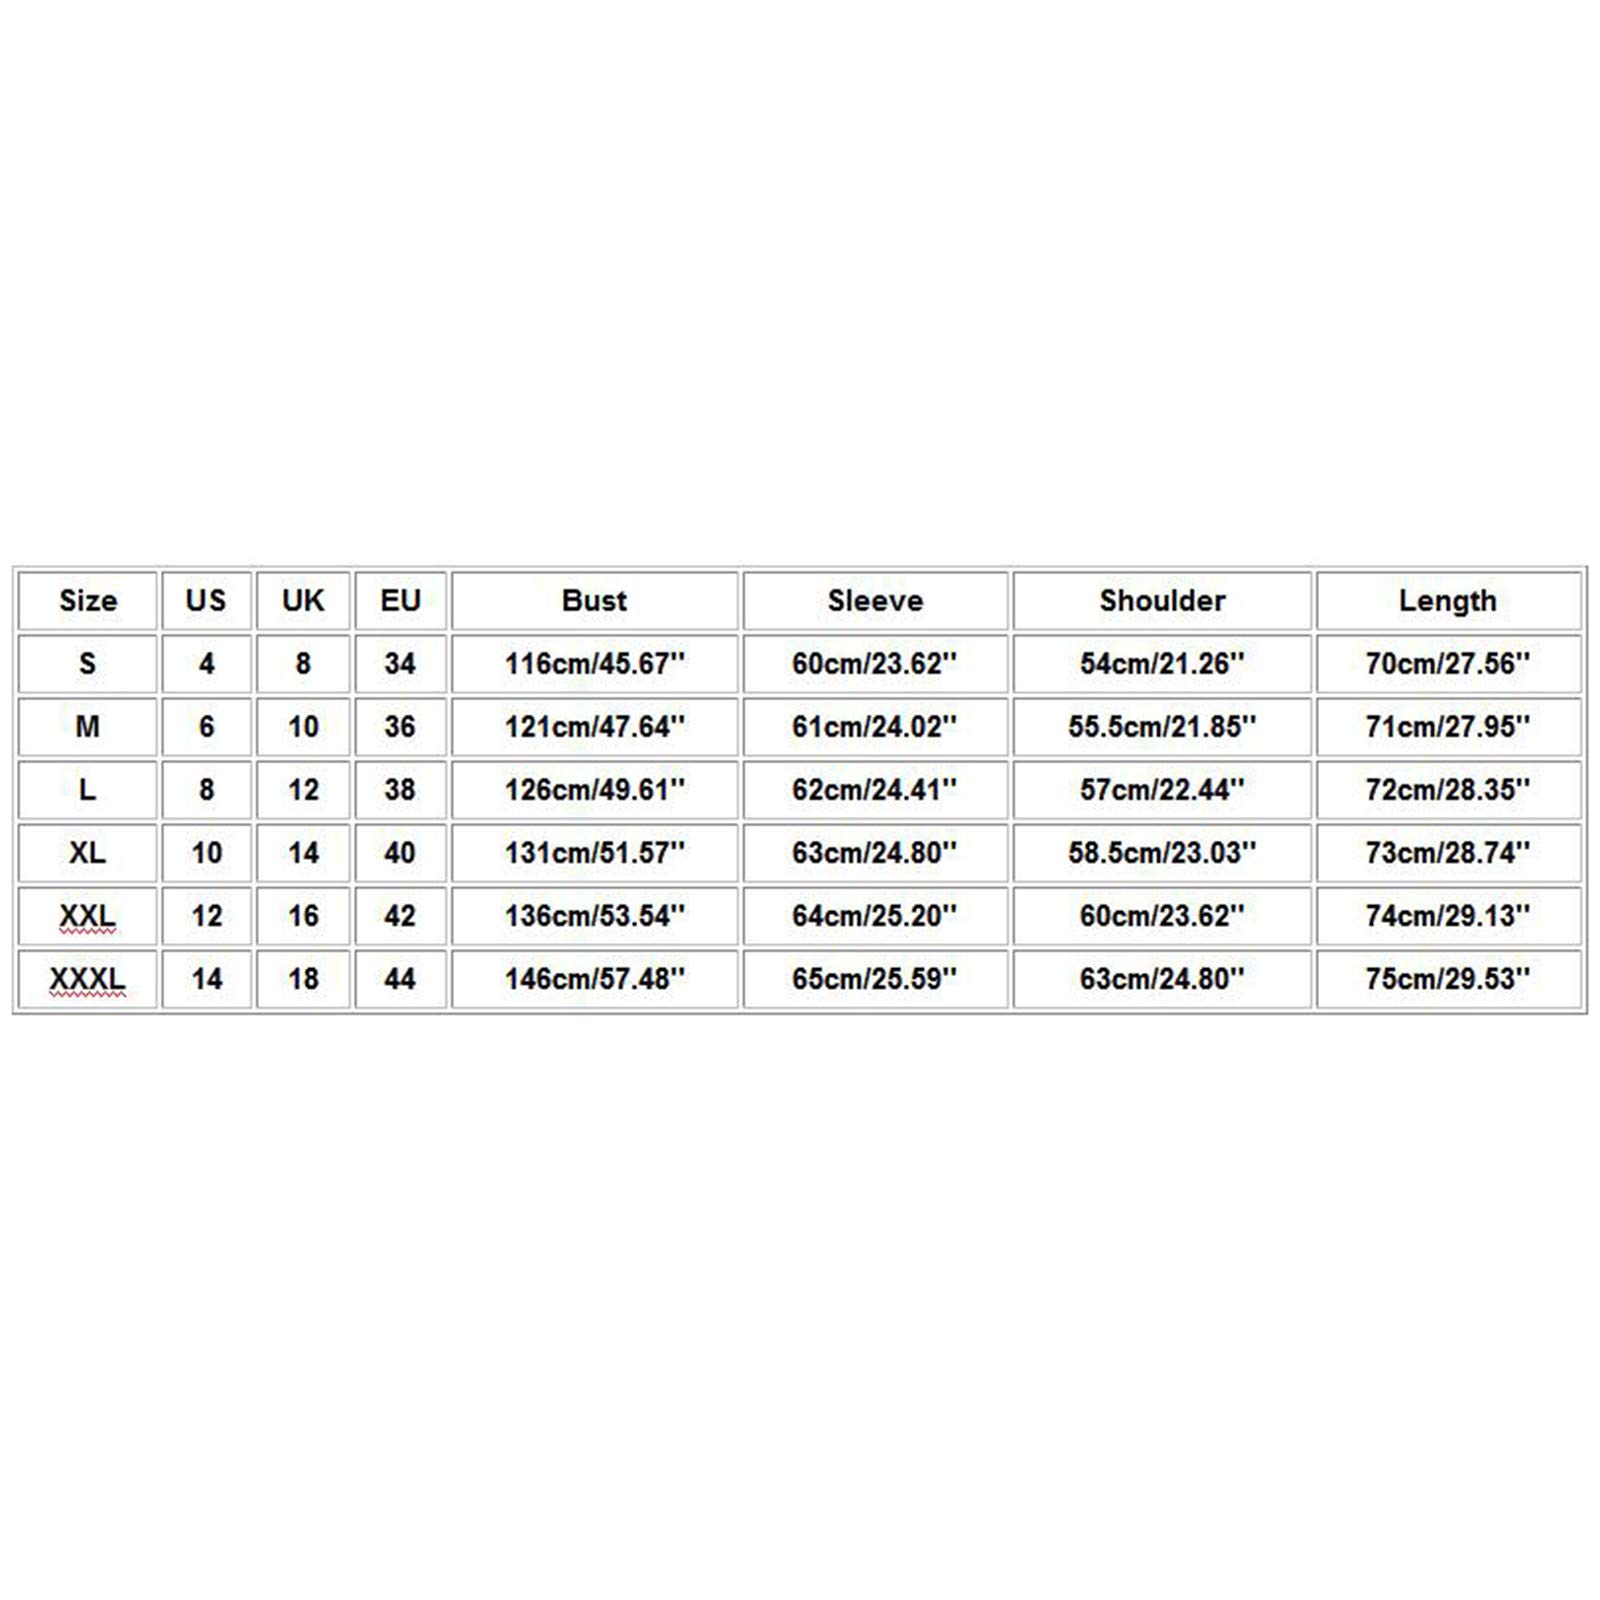 Size US UK EU Bust Sleeve Shoulder Length
S 4 8 34 116cm/45.67'' 60cm/23.62'' 54cm/21.26'' 70cm/27.56''
M 6 10 36 121cm/47.64'' 61cm/24.02'' 55.5cm/21.85'' 71cm/27.95''
L 8 12 38 126cm/49.61'' 62cm/24.41'' 57cm/22.44'' 72cm/28.35''
XL 10 14 40 131cm/51.57'' 63cm/24.80'' 58.5cm/23.03'' 73cm/28.74''
XXL 12 16 42 136cm/53.54'' 64cm/25.20'' 60cm/23.62'' 74cm/29.13''
XXXL 14 18 44 146cm/57.48'' 65cm/25.59'' 63cm/24.80'' 75cm/29.53''